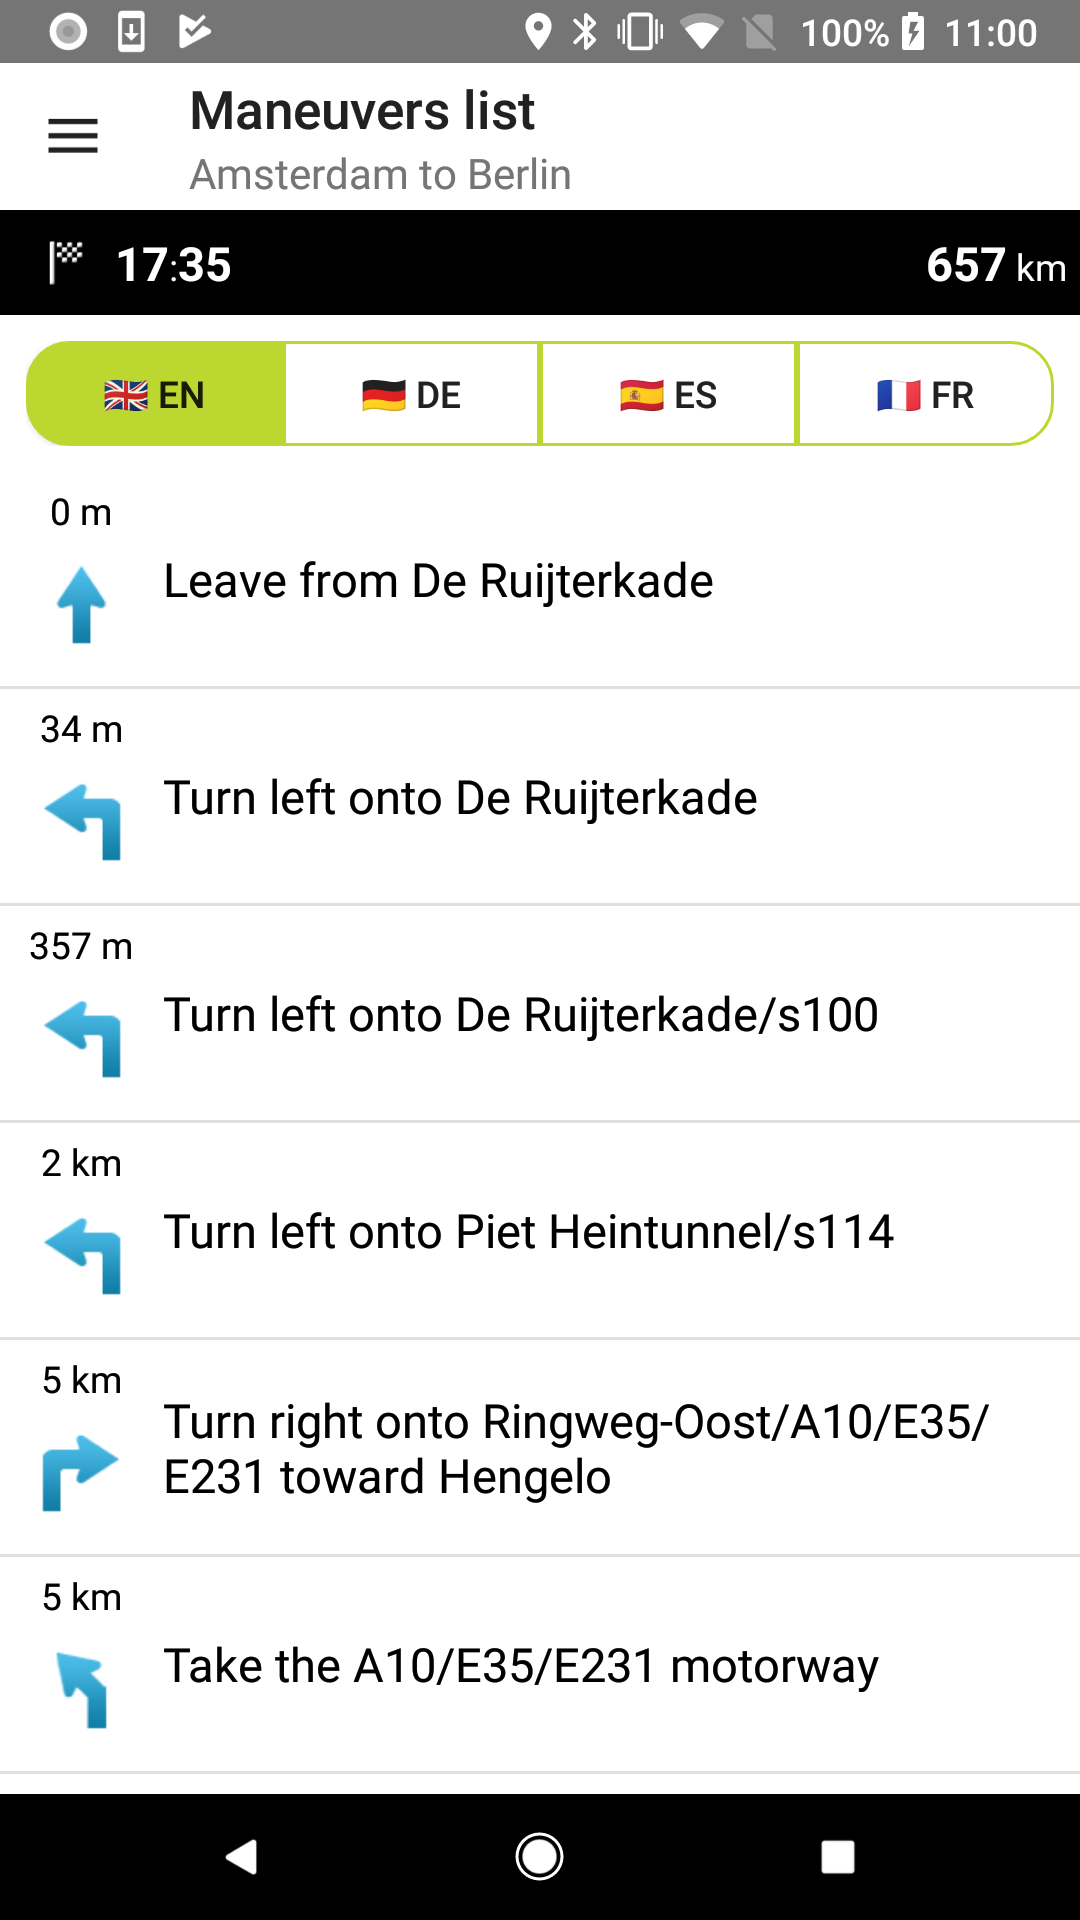 100% 11:00
Maneuvers list
Amsterdam to Berlin
17:35 657 km
EN DE ES FR
0 m
Leave from De Ruijterkade
34 m
Turn left onto De Ruijterkade
357 m
Turn left onto De Ruijterkade/s100
2 km
Turn left onto Piet Heintunnel/s114
5 km
Turn right onto Ringweg-Oost/A10/E35/
E231 toward Hengelo
5 km
Take the A10/E35/E231 motorway